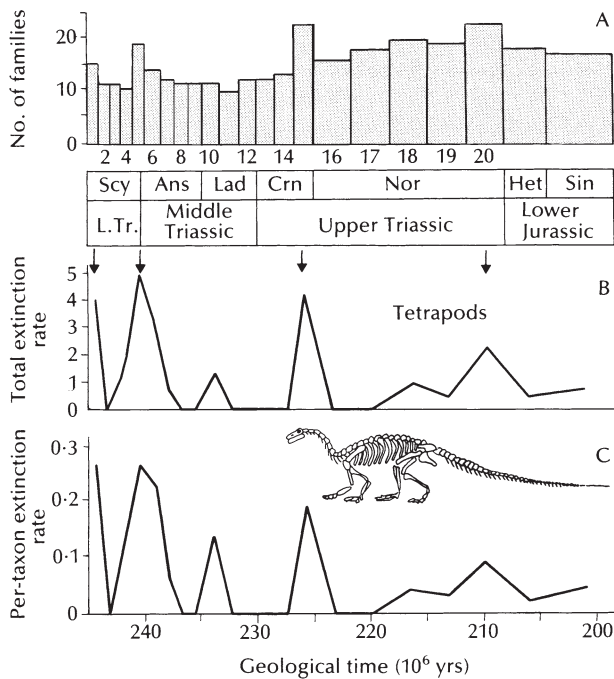 A
No. of families
20
10
0
2 4 6 8 10 12 14 16 17 18 19 20
Scy Ans Lad Crn Nor Het Sin
L.Tr. Middle Triassic Upper Triassic Lower Jurassic
B
Total extinction rate
5
4
3
2
1
0
Tetrapods
C
Per-taxon extinction rate
0·3
0·2
0·1
0
240 230 220 210 200
Geological time (10⁶ yrs)